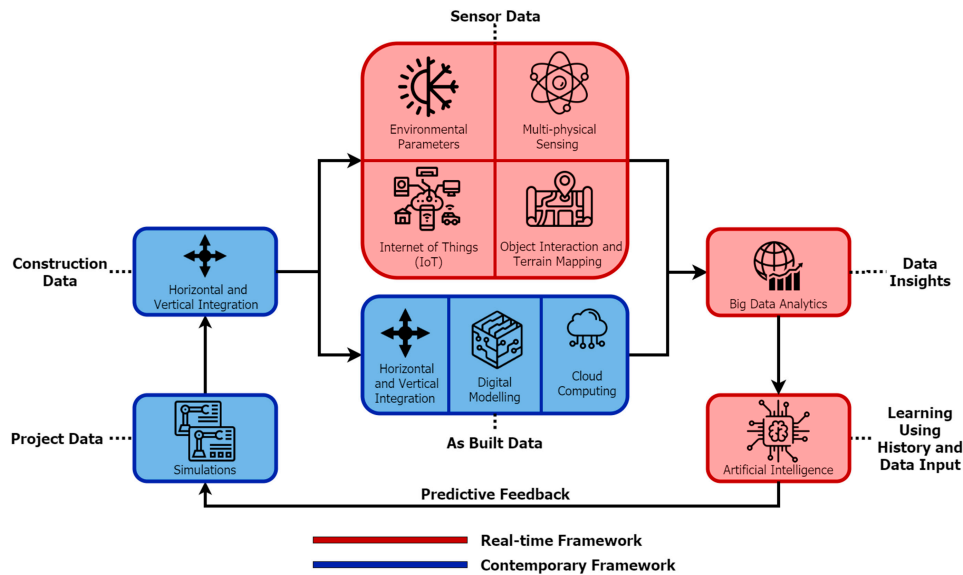 Sensor Data
Environmental
Parameters
Multi-physical
Sensing
Internet of Things
(IoT)
Object Interaction and
Terrain Mapping
Construction
Data
Horizontal and
Vertical Integration
Big Data Analytics
Data
Insights
Horizontal
and Vertical
Integration
Digital
Modelling
Cloud
Computing
Project Data
Simulations
As Built Data
Artificial Intelligence
Learning
Using
History and
Data Input
Predictive Feedback
Real-time Framework
Contemporary Framework